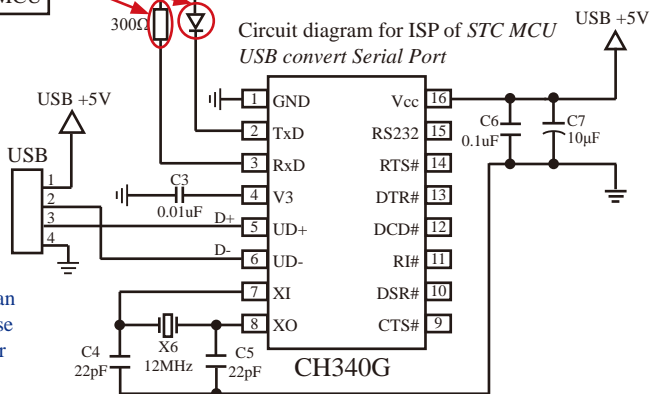 MCU
300Ω
Circuit diagram for ISP of STC MCU
USB convert Serial Port
USB +5V
USB +5V
USB
1
2
3
4
1 GND
2 TxD
3 RxD
4 V3
5 UD+
6 UD-
7 XI
8 XO
Vcc 16
RS232 15
RTS# 14
DTR# 13
DCD# 12
RI# 11
DSR# 10
CTS# 9
C3
0.01uF
D+
D-
C6
0.1uF
C7
10μF
an
se
r
C4
22pF
X6
12MHz
C5
22pF
CH340G